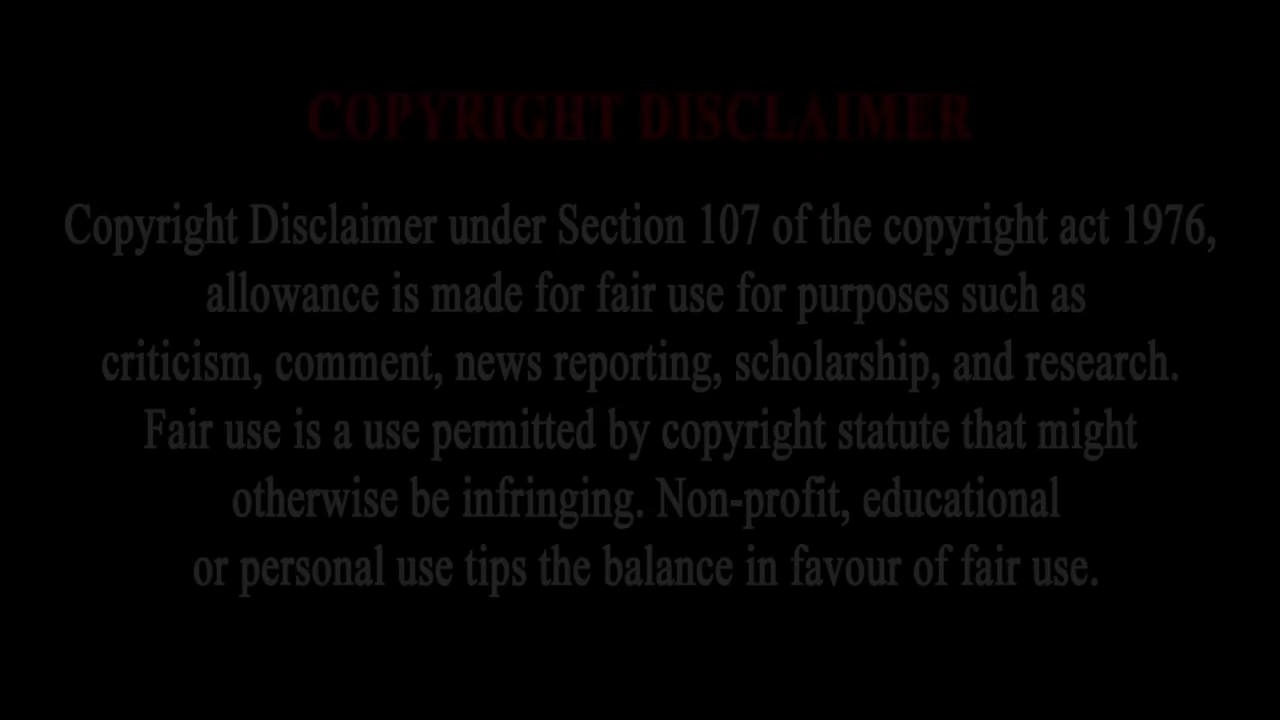 COPYRIGHT DISCLAIMER
Copyright Disclaimer under Section 107 of the copyright act 1976,
allowance is made for fair use for purposes such as
criticism, comment, news reporting, scholarship, and research.
Fair use is a use permitted by copyright statute that might
otherwise be infringing. Non-profit, educational
or personal use tips the balance in favour of fair use.